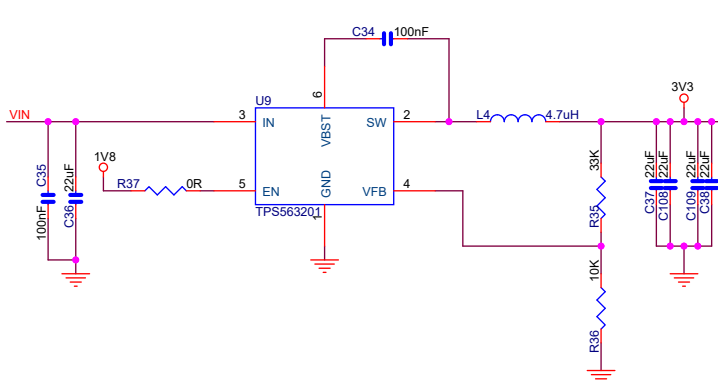 C34 100nF
3V3
6
U9
VIN
3 IN
VBST
SW 2
L4 4.7uH
1V8
C35
100nF
22uF
C36
R37 0R
5 EN
GND
VFB 4
TPS563201
1
33K
R35
22uF
C37
22uF
C108
22uF
C109
22uF
C38
10K
R36